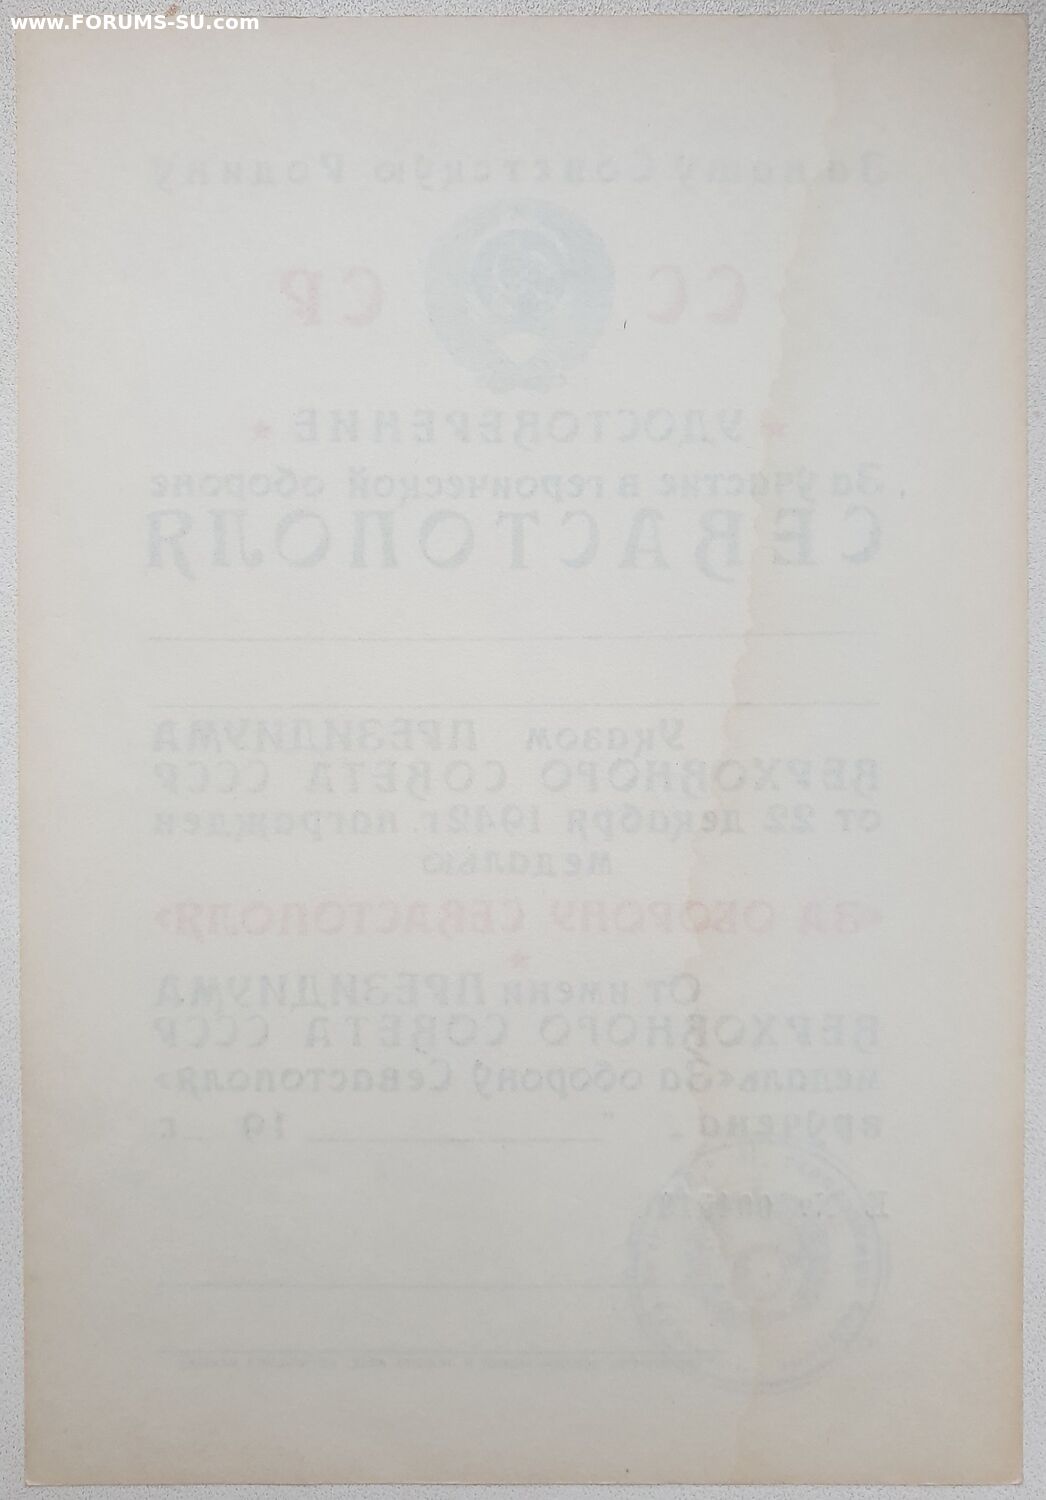 www.FORUMS-SU.com
За нашу Советскую Родину
СС СР
УДОСТОВЕРЕНИЕ
За участие в героической обороне
СЕВАСТОПОЛЯ
Указом ПРЕЗИДИУМА
ВЕРХОВНОГО СОВЕТА СССР
от 22 декабря 1942 г. награжден
медалью
«ЗА ОБОРОНУ СЕВАСТОПОЛЯ»
От имени ПРЕЗИДИУМА
ВЕРХОВНОГО СОВЕТА СССР
медаль «За оборону Севастополя»
вручена " 19 г.